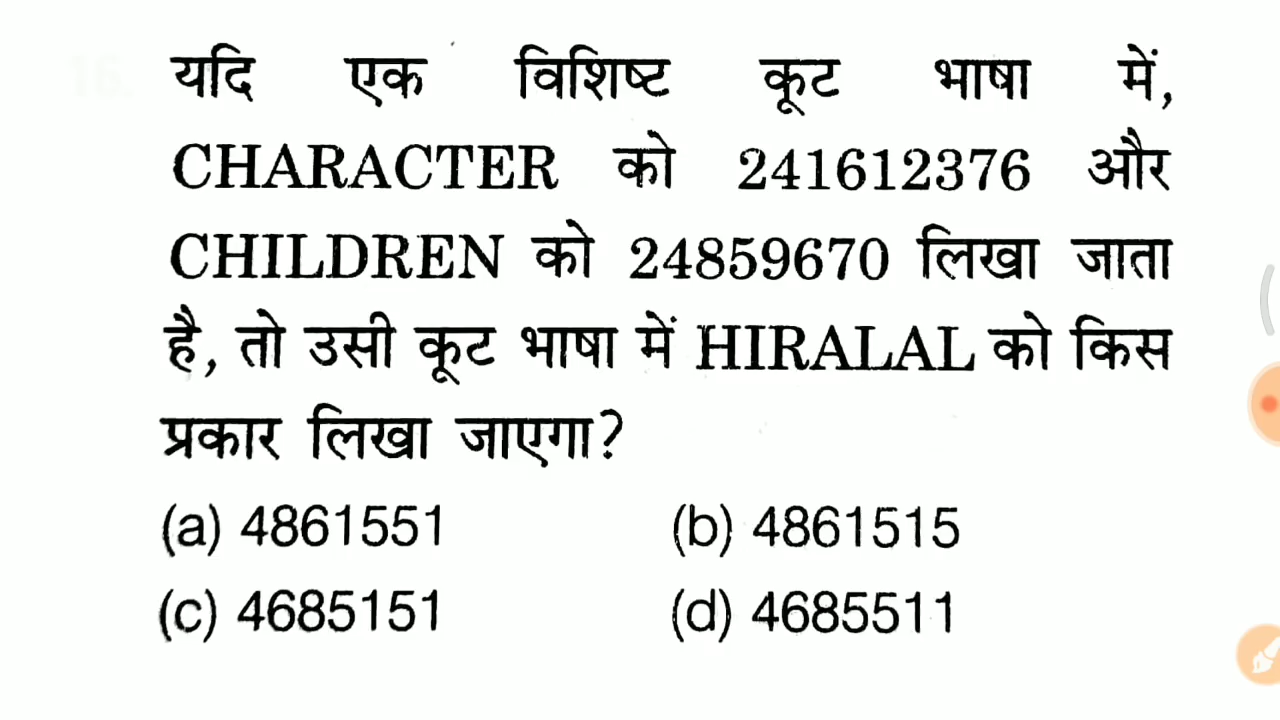 यदि एक विशिष्ट कूट भाषा में,
CHARACTER को 241612376 और
CHILDREN को 24859670 लिखा जाता
है, तो उसी कूट भाषा में HIRALAL को किस
प्रकार लिखा जाएगा?
(a) 4861551 (b) 4861515
(c) 4685151 (d) 4685511